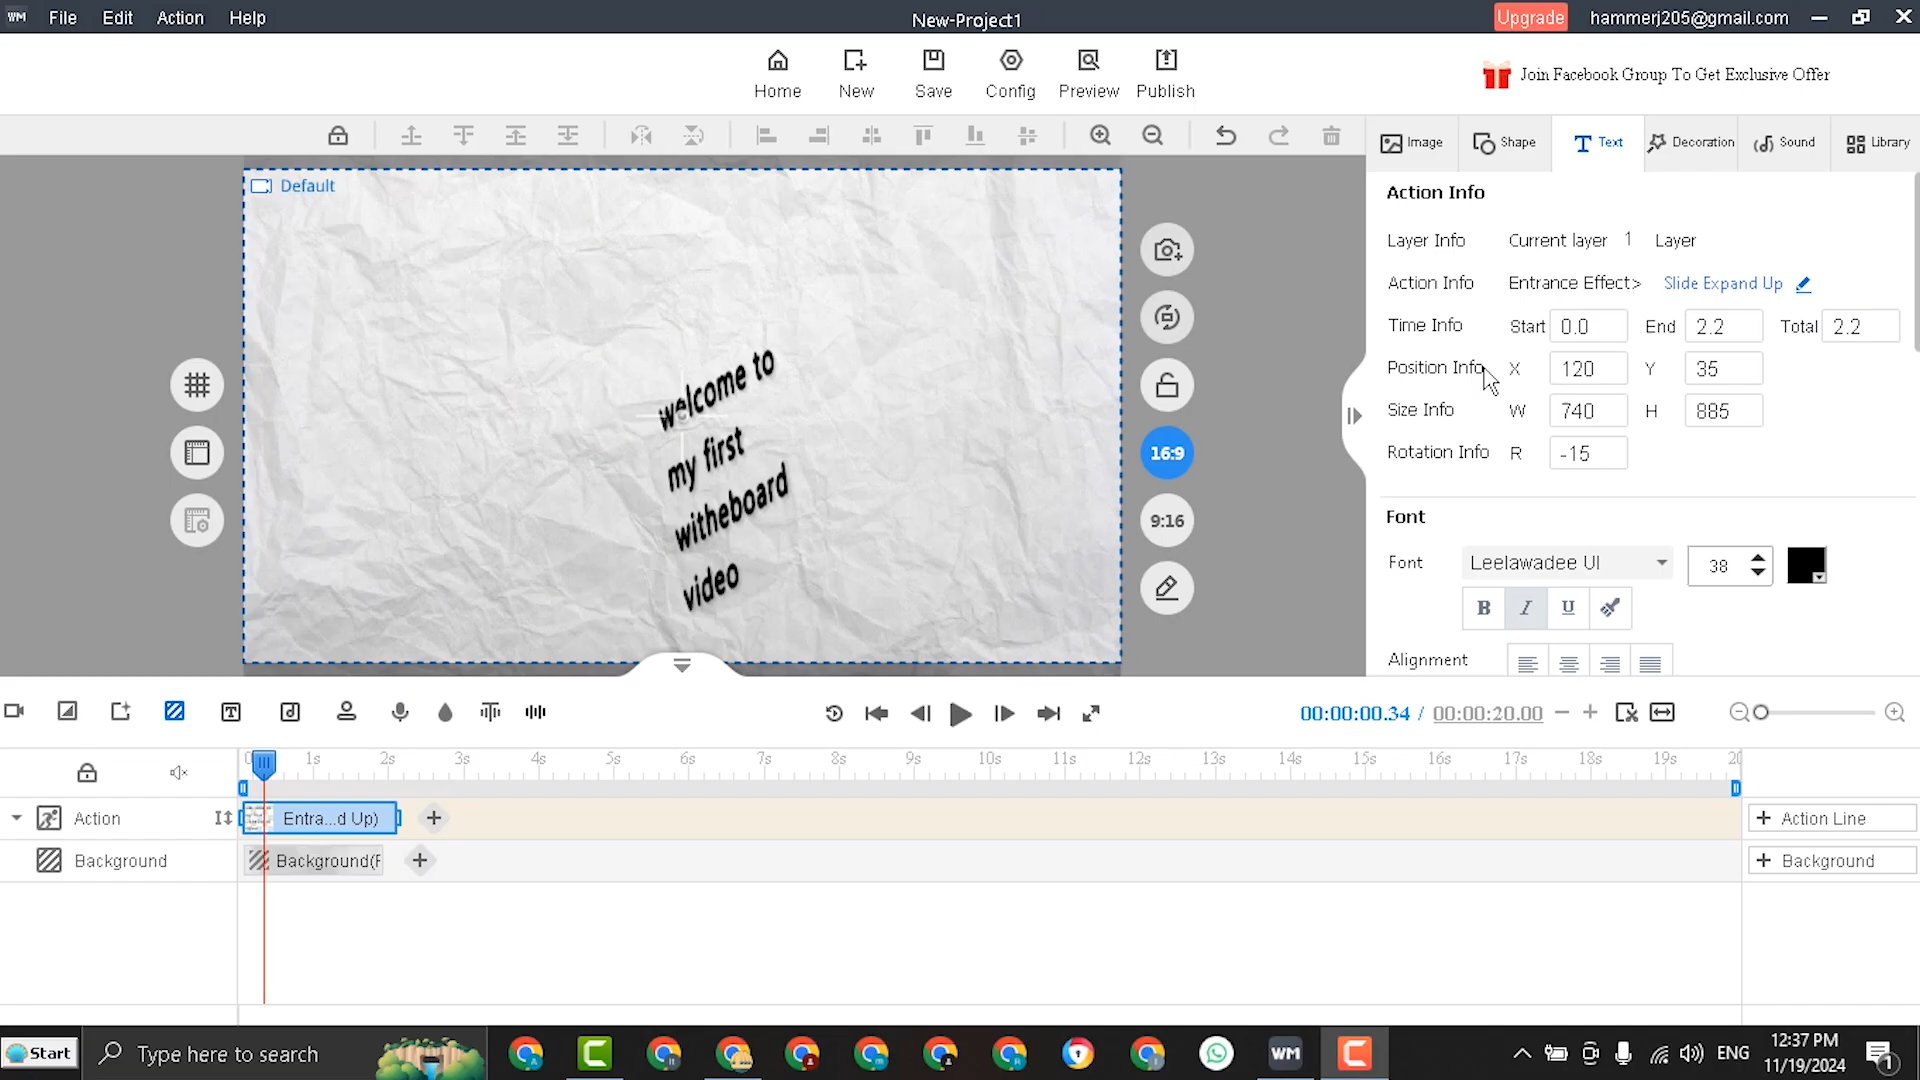 WM File Edit Action Help
New-Project1
Upgrade hammerj205@gmail.com
Home New Save Config Preview Publish
Join Facebook Group To Get Exclusive Offer
Image Shape Text Decoration Sound Library
Default
welcome to
my first
witheboard
video
16:9
9:16
Action Info
Layer Info Current layer 1 Layer
Action Info Entrance Effect> Slide Expand Up
Time Info Start 0.0 End 2.2 Total 2.2
Position Info X 120 Y 35
Size Info W 740 H 885
Rotation Info R -15
Font
Font Leelawadee UI 38
B I U
Alignment
00:00:00.34 / 00:00:20.00
1s 2s 3s 4s 5s 6s 7s 8s 9s 10s 11s 12s 13s 14s 15s 16s 17s 18s 19s
Action Entra...d Up) + Action Line
Background Background(F + Background
Start Type here to search WM ENG 12:37 PM
11/19/2024 1